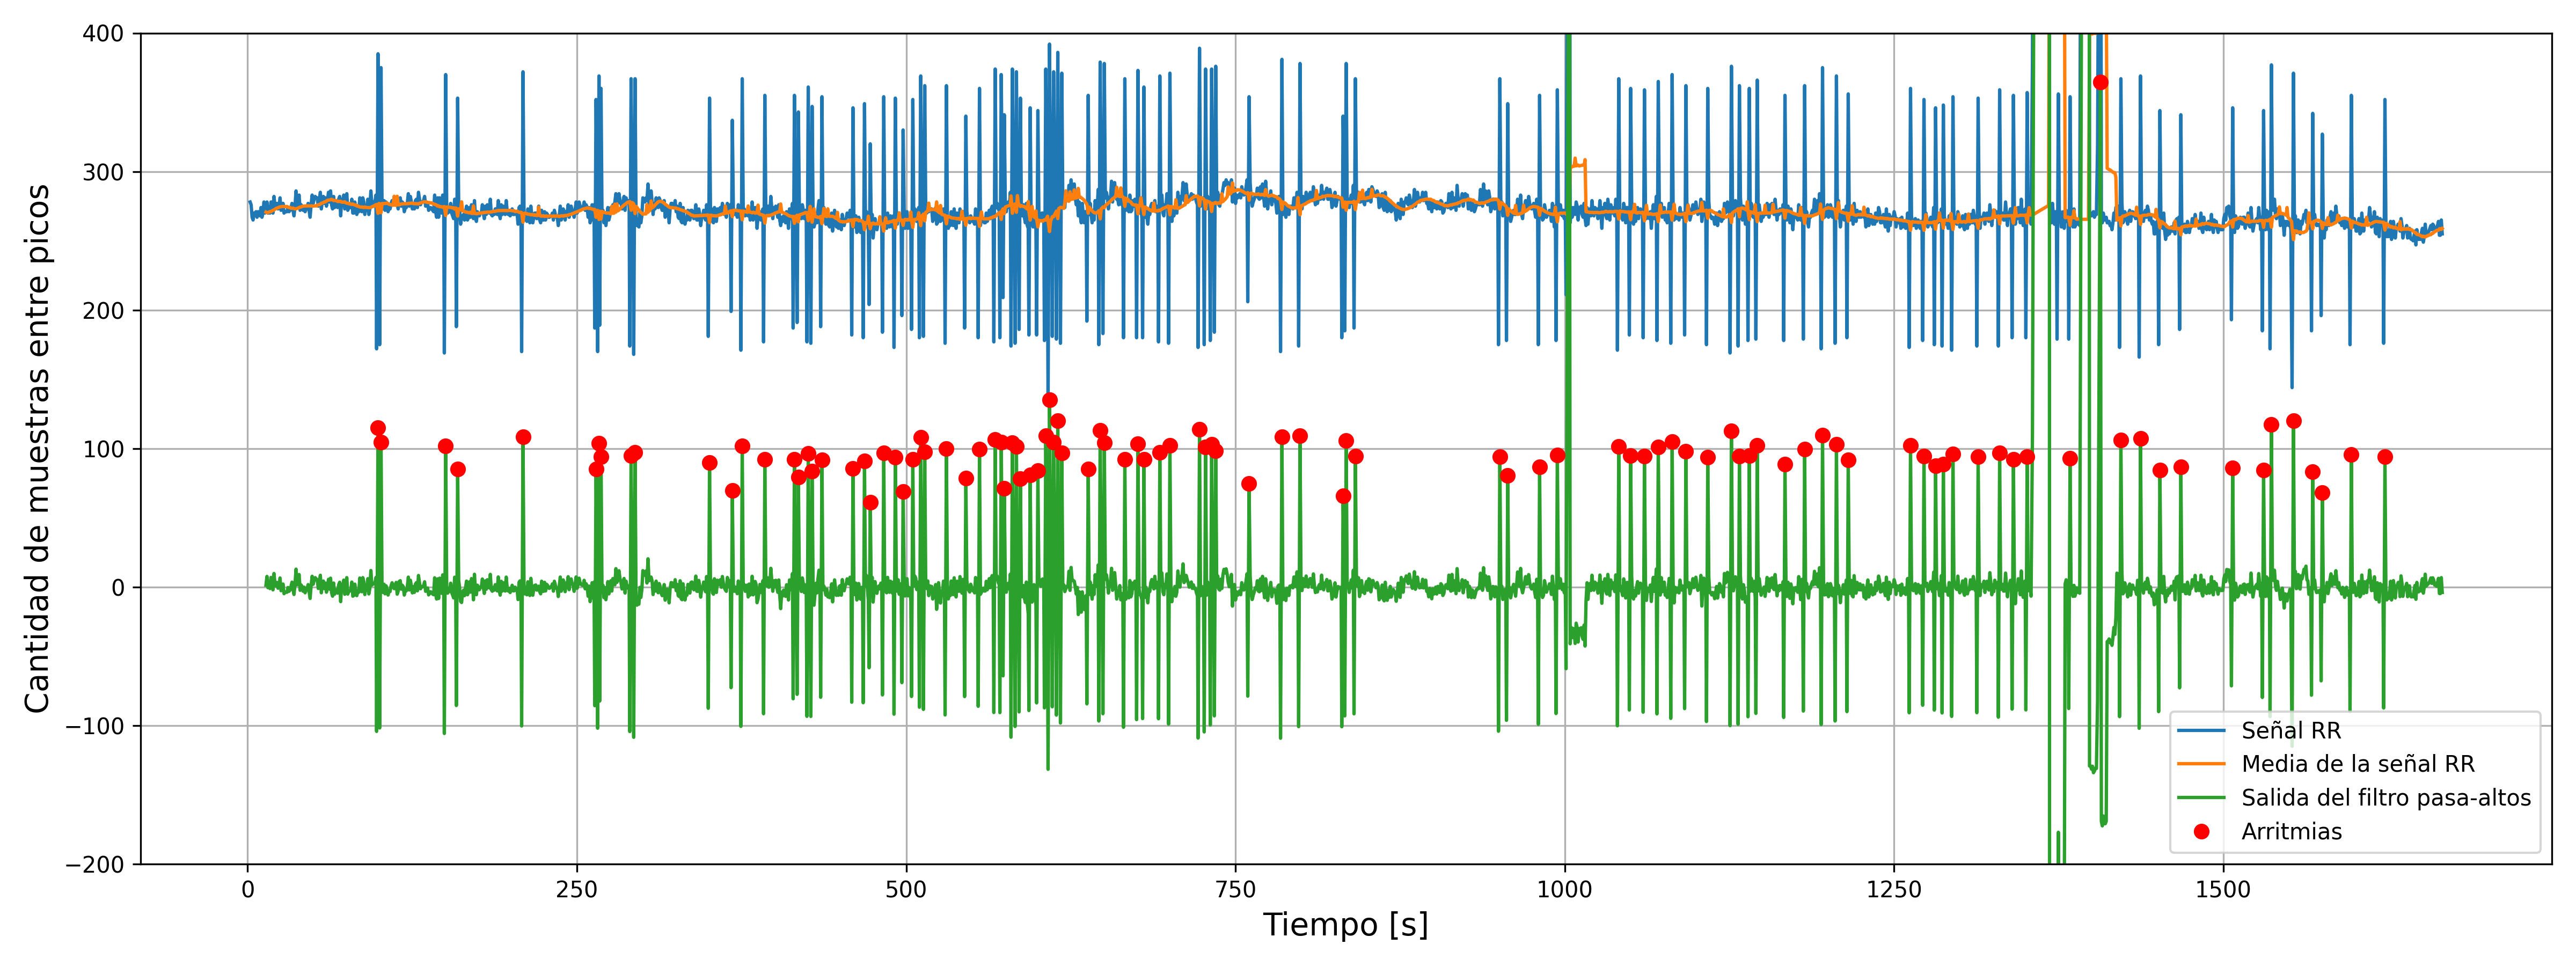 Cantidad de muestras entre picos
400
300
200
100
0
−100
−200
0
250
500
750
1000
1250
1500
Tiempo [s]
Señal RR
Media de la señal RR
Salida del filtro pasa-altos
Arritmias